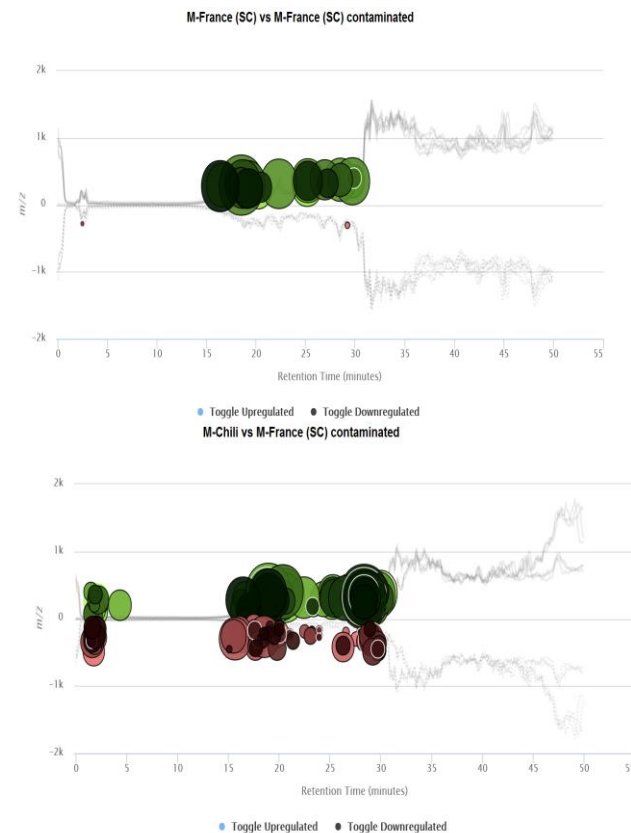 M-France (SC) vs M-France (SC) contaminated
2k
1k
0
-1k
-2k
m/z
0 5 10 15 20 25 30 35 40 45 50 55
Retention Time (minutes)
Toggle Upregulated Toggle Downregulated
M-Chili vs M-France (SC) contaminated
2k
1k
0
-1k
-2k
m/z
0 5 10 15 20 25 30 35 40 45 50
Retention Time (minutes)
Toggle Upregulated Toggle Downregulated